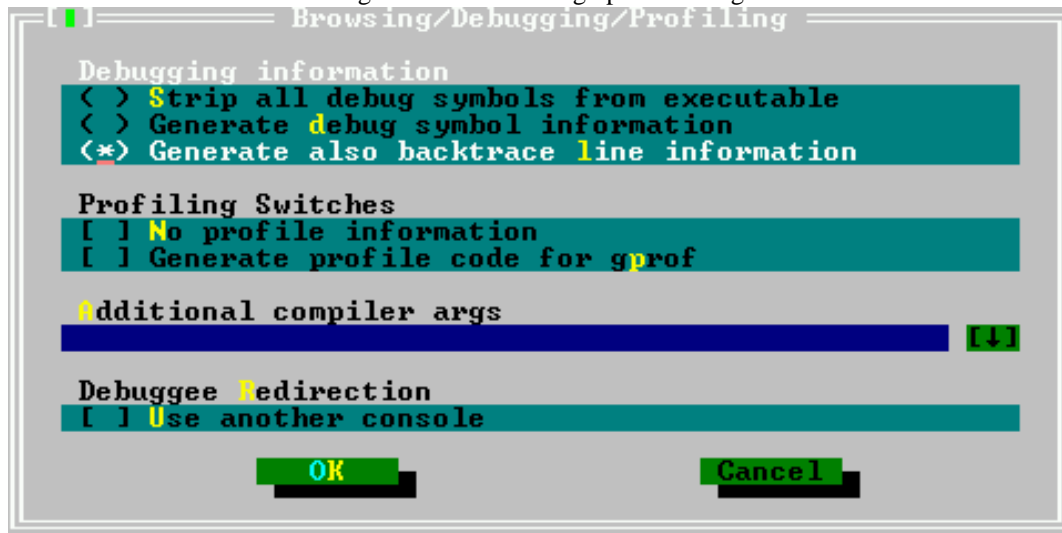 Browsing/Debugging/Profiling
Debugging information
( ) Strip all debug symbols from executable
( ) Generate debug symbol information
(*) Generate also backtrace line information
Profiling Switches
[ ] No profile information
[ ] Generate profile code for gprof
Additional compiler args
[↓]
Debuggee Redirection
[ ] Use another console
OK Cancel